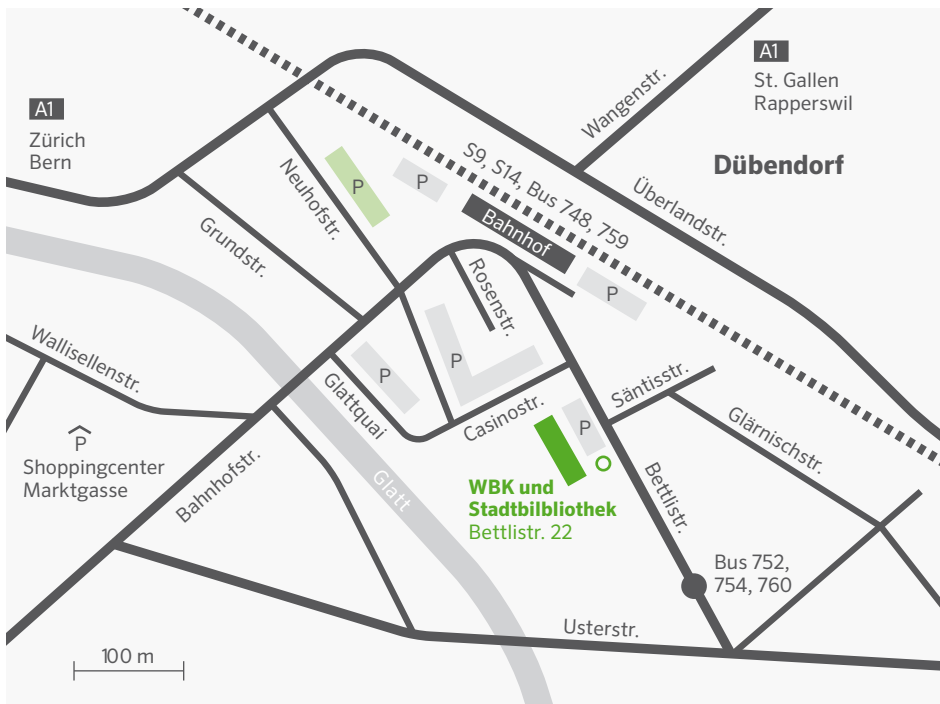 A1
Zürich
Bern
A1
St. Gallen
Rapperswil
Wangenstr.
Dübendorf
S9, S14, Bus 748, 759
Überlandstr.
Neuhofstr.
P
P
Bahnhof
Grundstr.
Rosenstr.
P
Wallisellenstr.
P
P
Glattquai
Casinostr.
Säntisstr.
P
Glärnischstr.
P
Shoppingcenter
Marktgasse
Bahnhofstr.
Glatt
WBK und
Stadtbilbliothek
Bettlistr. 22
Bettlistr.
Bus 752,
754, 760
Usterstr.
100 m